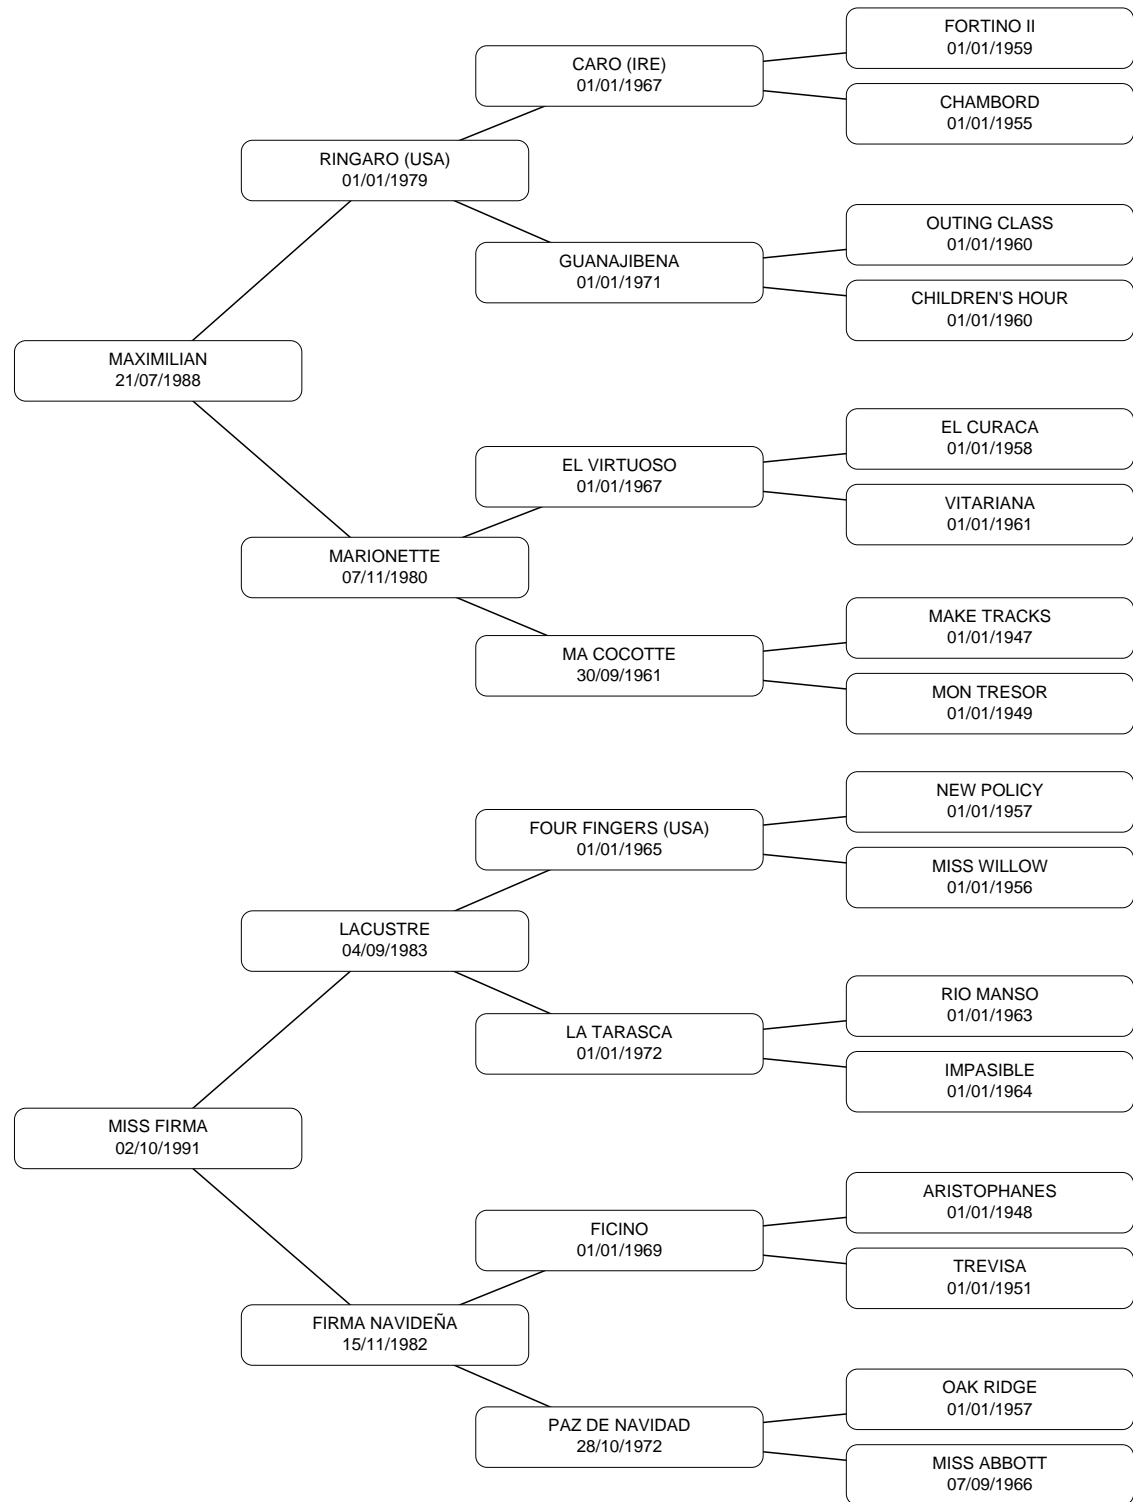 FORTINO II
01/01/1959
CARO (IRE)
01/01/1967
CHAMBORD
01/01/1955
RINGARO (USA)
01/01/1979
OUTING CLASS
01/01/1960
GUANAJIBENA
01/01/1971
CHILDREN'S HOUR
01/01/1960
MAXIMILIAN
21/07/1988
EL CURACA
01/01/1958
EL VIRTUOSO
01/01/1967
VITARIANA
01/01/1961
MARIONETTE
07/11/1980
MAKE TRACKS
01/01/1947
MA COCOTTE
30/09/1961
MON TRESOR
01/01/1949
NEW POLICY
01/01/1957
FOUR FINGERS (USA)
01/01/1965
MISS WILLOW
01/01/1956
LACUSTRE
04/09/1983
RIO MANSO
01/01/1963
LA TARASCA
01/01/1972
IMPASIBLE
01/01/1964
MISS FIRMA
02/10/1991
ARISTOPHANES
01/01/1948
FICINO
01/01/1969
TREVISA
01/01/1951
FIRMA NAVIDEÑA
15/11/1982
OAK RIDGE
01/01/1957
PAZ DE NAVIDAD
28/10/1972
MISS ABBOTT
07/09/1966